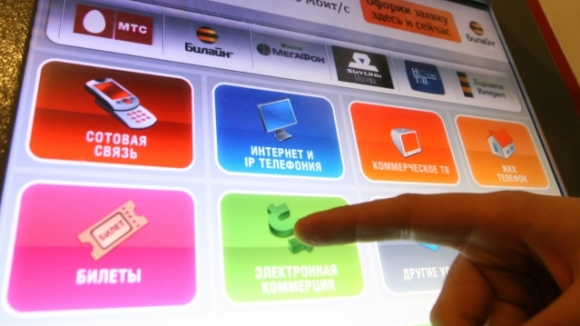 Мбит/с
Оформи заявку
здесь и сейчас
МТС
Билайн
МегаФон
Билайн
СОТОВАЯ
СВЯЗЬ
ИНТЕРНЕТ И
IP ТЕЛЕФОНИЯ
КОММЕРЧЕСКОЕ ТВ
ЖКХ
ТЕЛЕФОН
БИЛЕТ
БИЛЕТЫ
ЭЛЕКТРОННАЯ
КОММЕРЦИЯ
ДРУГИЕ